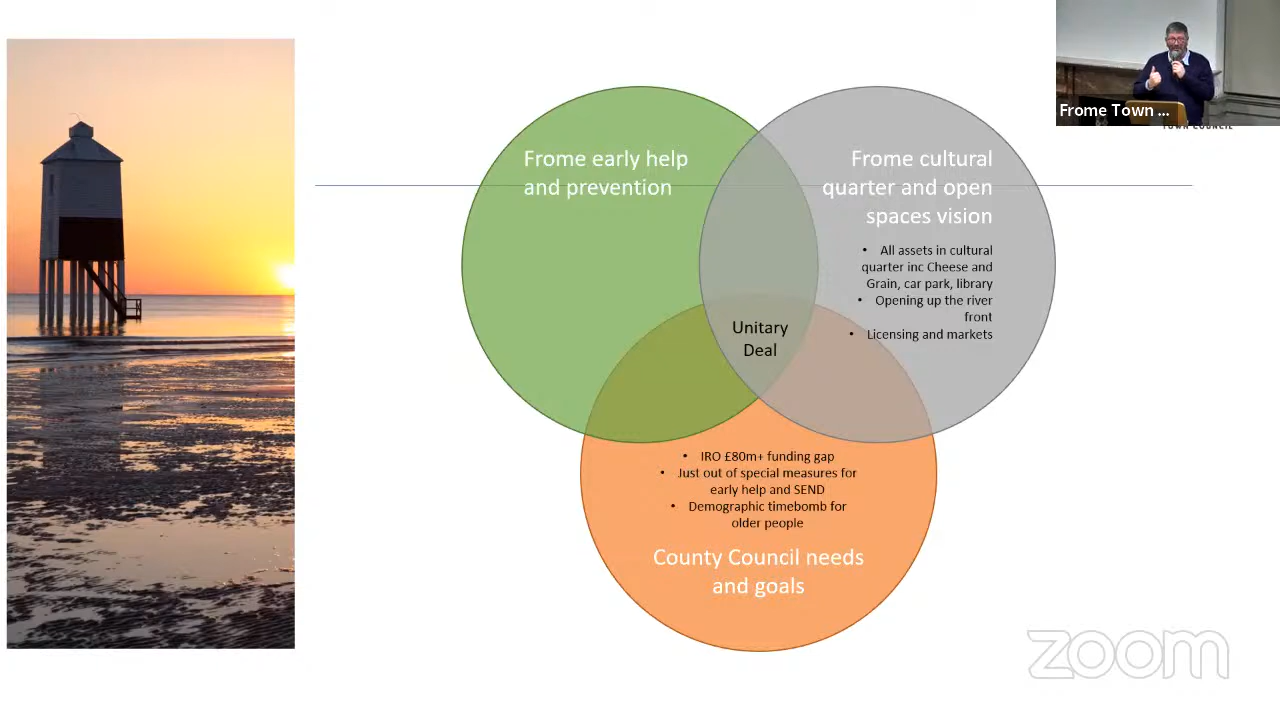 Frome Town ...
TOWN COUNCIL
Frome early help
and prevention
Frome cultural
quarter and open
spaces vision
• All assets in cultural
quarter inc Cheese and
Grain, car park, library
• Opening up the river
front
• Licensing and markets
Unitary
Deal
• IRO £80m+ funding gap
• Just out of special measures for
early help and SEND
• Demographic timebomb for
older people
County Council needs
and goals
zoom